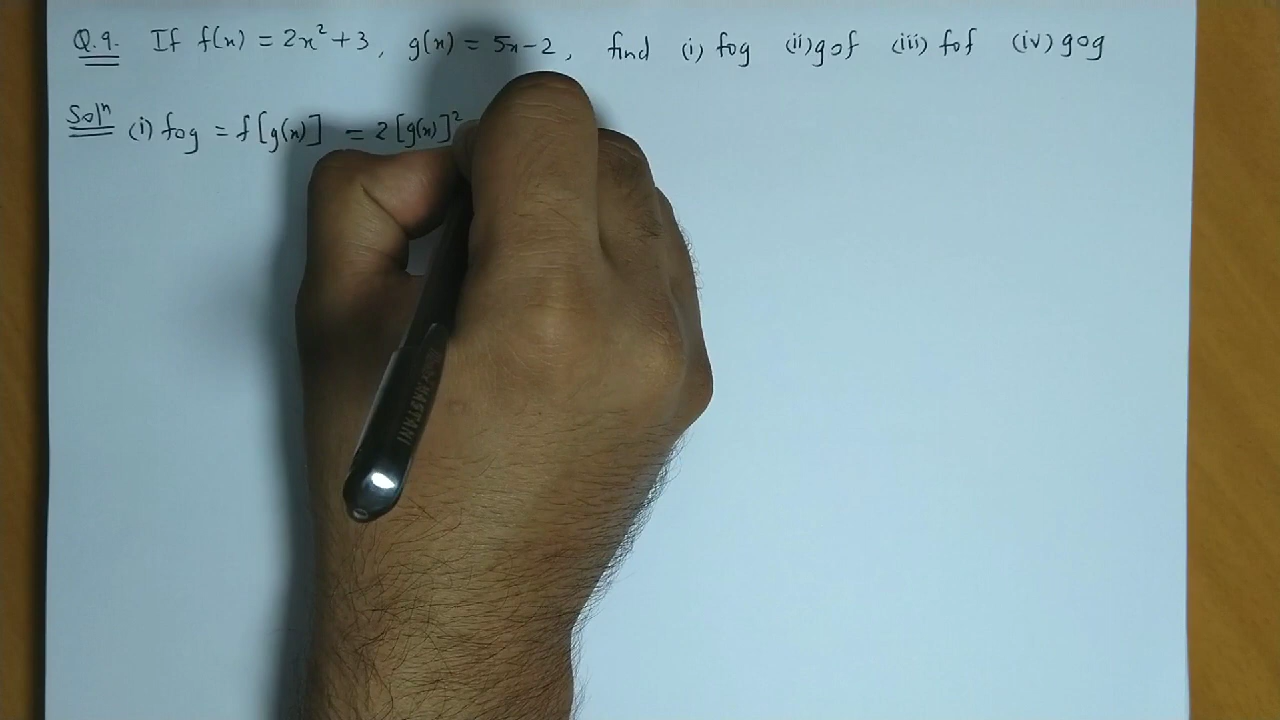 Q.9. If f(x) = 2x² + 3, g(x) = 5x - 2, find (i) fog (ii) gof (iii) fof (iv) gog
Solⁿ (i) fog = f[g(x)] = 2[g(x)]²